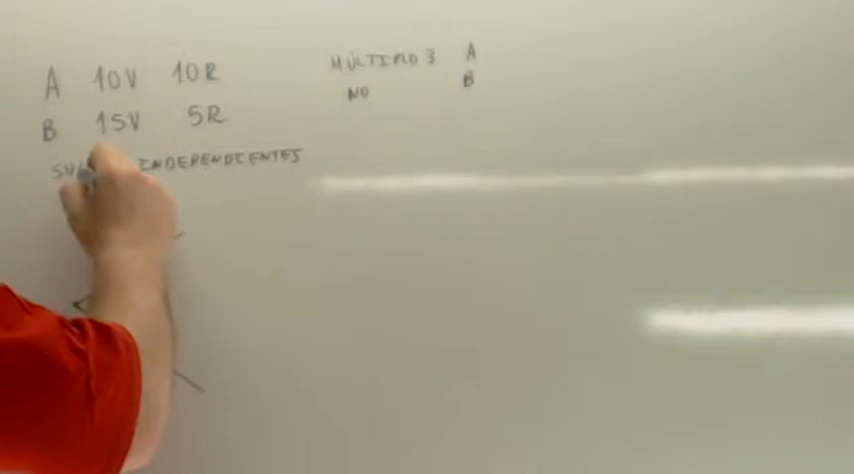 A 10V 10R
B 15V 5R
INDEPENDIENTES
MÚLTIPLO 3 A
NO B